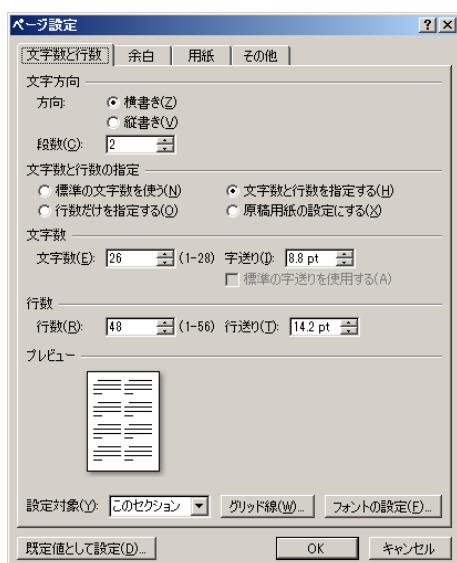 ページ設定
文字数と行数 余白 用紙 その他
文字方向
方向: 横書き(Z)
縦書き(V)
段数(C): 2
文字数と行数の指定
標準の文字数を使う(N) 文字数と行数を指定する(H)
行数だけを指定する(O) 原稿用紙の設定にする(X)
文字数
文字数(E): 26 (1-28) 字送り(I): 8.8 pt
標準の字送りを使用する(A)
行数
行数(R): 48 (1-56) 行送り(T): 14.2 pt
プレビュー
設定対象(Y): このセクション グリッド線(W)... フォントの設定(F)...
既定値として設定(D)... OK キャンセル